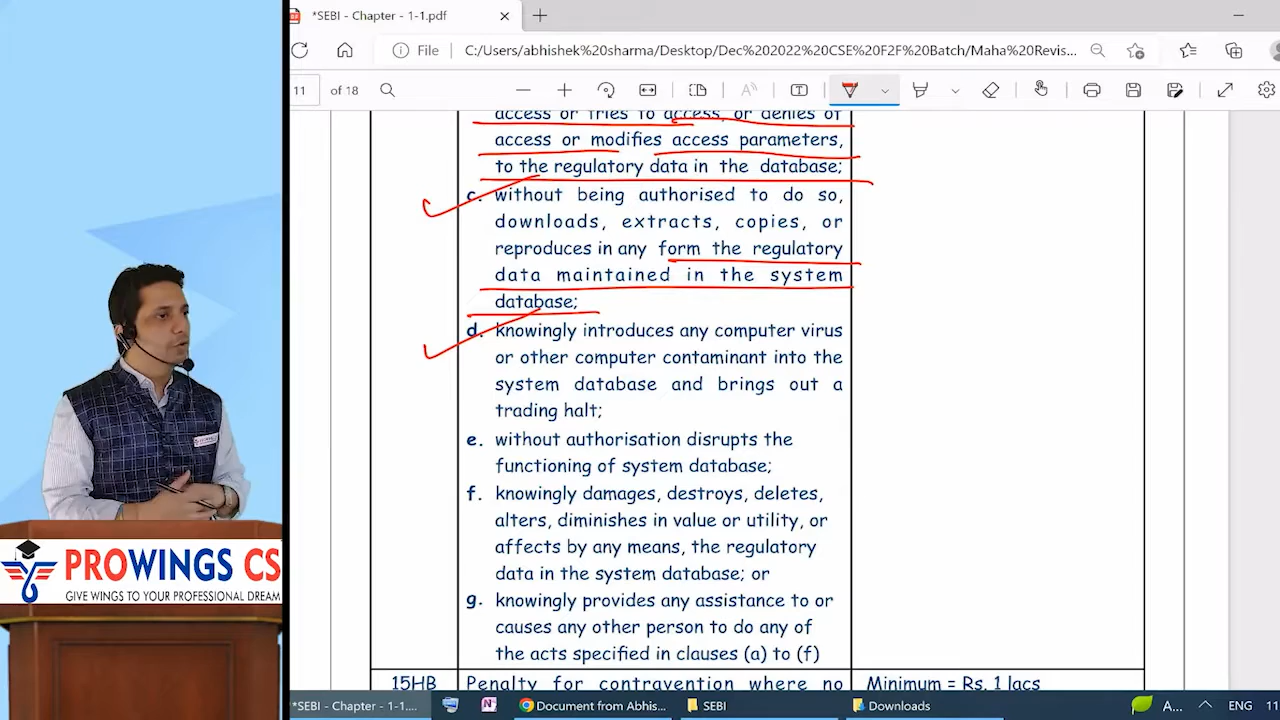 *SEBI - Chapter - 1-1.pdf
File
C:/Users/abhishek%20sharma/Desktop/Dec%202022%20CSE%20F2F%20Batch/Maha%20Revis...
11 of 18
access or tries to access, or denies of
access or modifies access parameters,
to the regulatory data in the database;
c. without being authorised to do so,
downloads, extracts, copies, or
reproduces in any form the regulatory
data maintained in the system
database;
d. knowingly introduces any computer virus
or other computer contaminant into the
system database and brings out a
trading halt;
e. without authorisation disrupts the
functioning of system database;
f. knowingly damages, destroys, deletes,
alters, diminishes in value or utility, or
affects by any means, the regulatory
data in the system database; or
g. knowingly provides any assistance to or
causes any other person to do any of
the acts specified in clauses (a) to (f)
15HB Penalty for contravention where no Minimum = Rs. 1 lacs
PROWINGS CS
GIVE WINGS TO YOUR PROFESSIONAL DREAM
*SEBI - Chapter - 1-1....
Document from Abhis...
SEBI
Downloads
A...
ENG
11